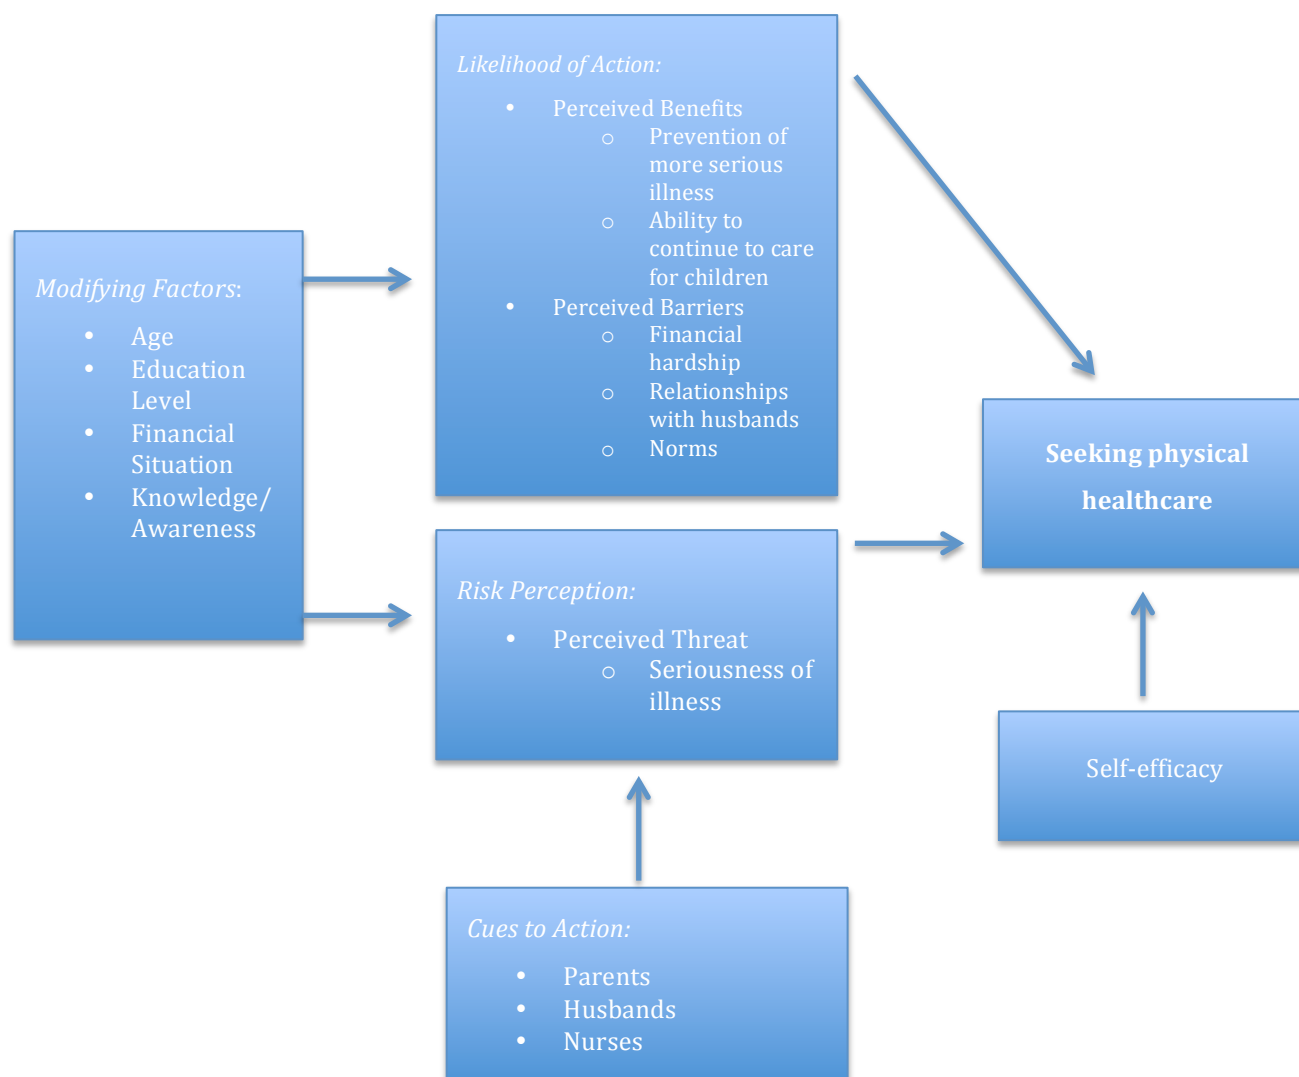 Likelihood of Action:
• Perceived Benefits
o Prevention of
more serious
illness
o Ability to
continue to care
for children
• Perceived Barriers
o Financial
hardship
o Relationships
with husbands
o Norms
Modifying Factors:
• Age
• Education
Level
• Financial
Situation
• Knowledge/
Awareness
Seeking physical
healthcare
Risk Perception:
• Perceived Threat
o Seriousness of
illness
Self-efficacy
Cues to Action:
• Parents
• Husbands
• Nurses